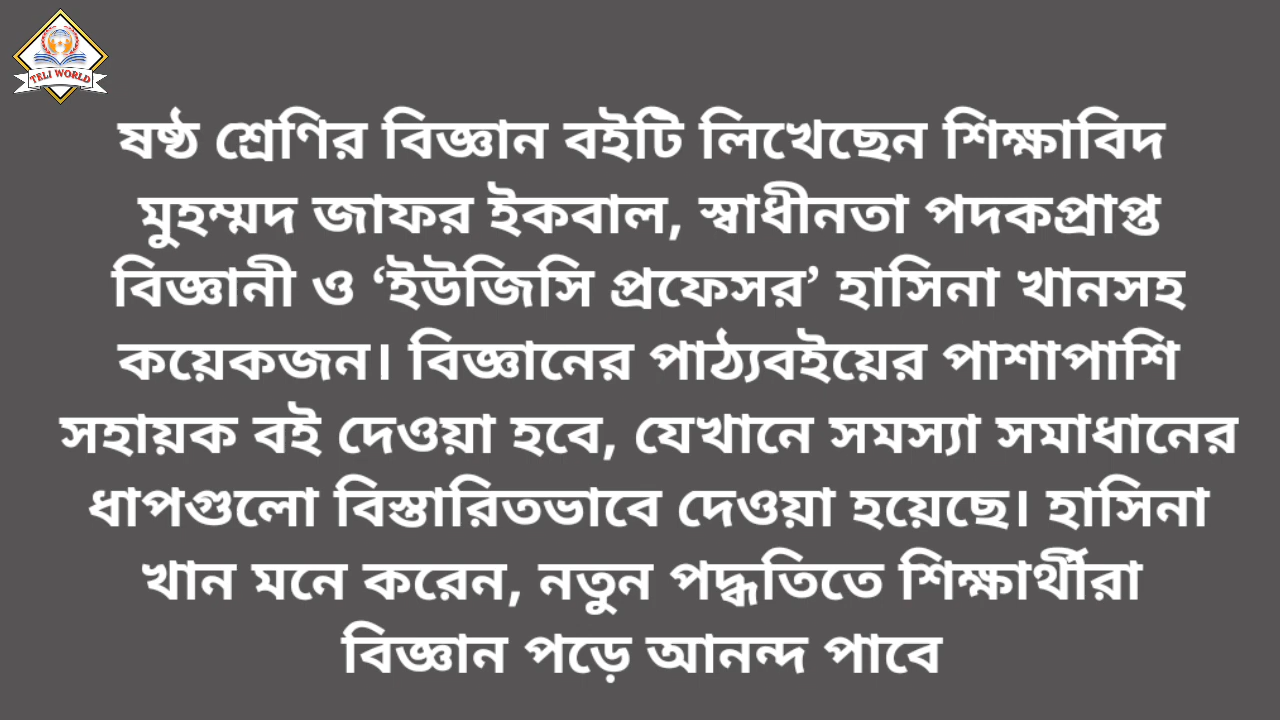 TELI WORLD
ষষ্ঠ শ্রেণির বিজ্ঞান বইটি লিখেছেন শিক্ষাবিদ
মুহম্মদ জাফর ইকবাল, স্বাধীনতা পদকপ্রাপ্ত
বিজ্ঞানী ও ‘ইউজিসি প্রফেসর’ হাসিনা খানসহ
কয়েকজন। বিজ্ঞানের পাঠ্যবইয়ের পাশাপাশি
সহায়ক বই দেওয়া হবে, যেখানে সমস্যা সমাধানের
ধাপগুলো বিস্তারিতভাবে দেওয়া হয়েছে। হাসিনা
খান মনে করেন, নতুন পদ্ধতিতে শিক্ষার্থীরা
বিজ্ঞান পড়ে আনন্দ পাবে